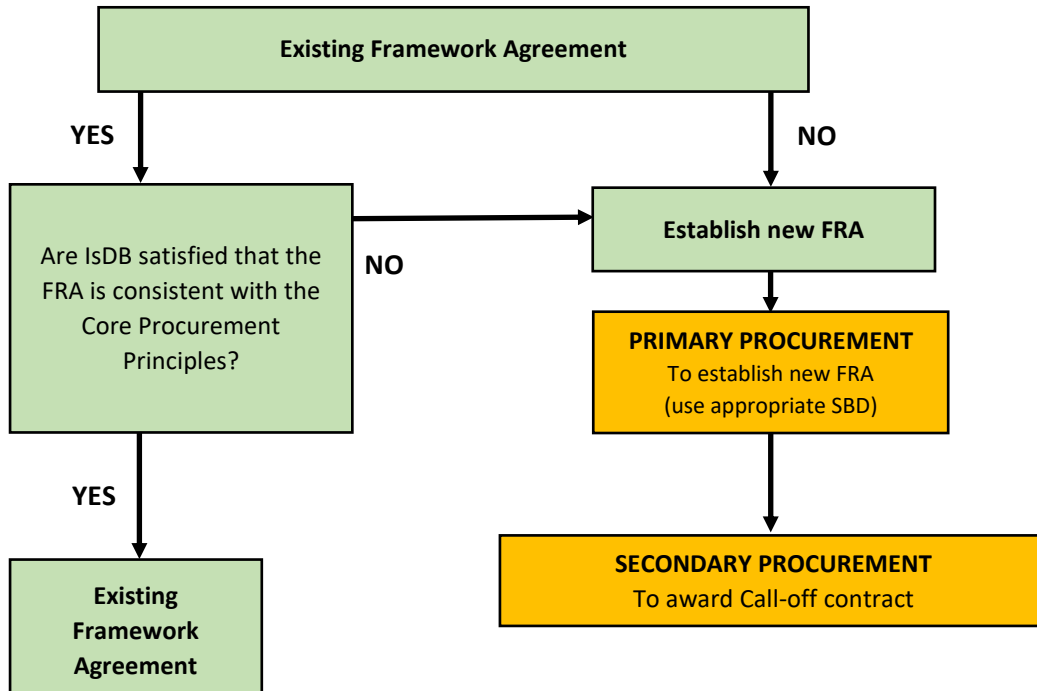 Existing Framework Agreement
YES
NO
Are IsDB satisfied that the
FRA is consistent with the
Core Procurement
Principles?
NO
Establish new FRA
PRIMARY PROCUREMENT
To establish new FRA
(use appropriate SBD)
YES
SECONDARY PROCUREMENT
To award Call-off contract
Existing
Framework
Agreement